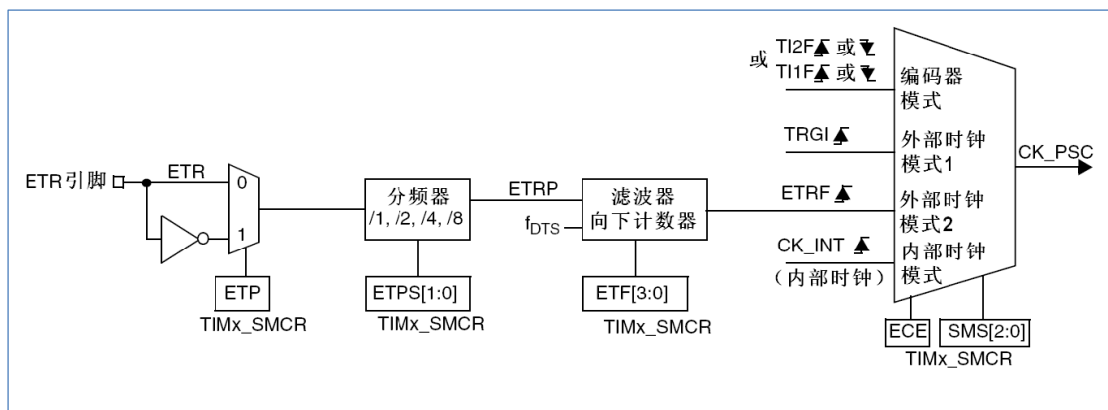 ETR引脚
ETR
0
1
ETP
TIMx_SMCR
分频器
/1, /2, /4, /8
ETPS[1:0]
TIMx_SMCR
ETRP
fDTS
滤波器
向下计数器
ETF[3:0]
TIMx_SMCR
或
TI2F 或
TI1F 或
编码器
模式
TRGI
外部时钟
模式1
ETRF
外部时钟
模式2
CK_INT
(内部时钟)
内部时钟
模式
CK_PSC
ECE
SMS[2:0]
TIMx_SMCR